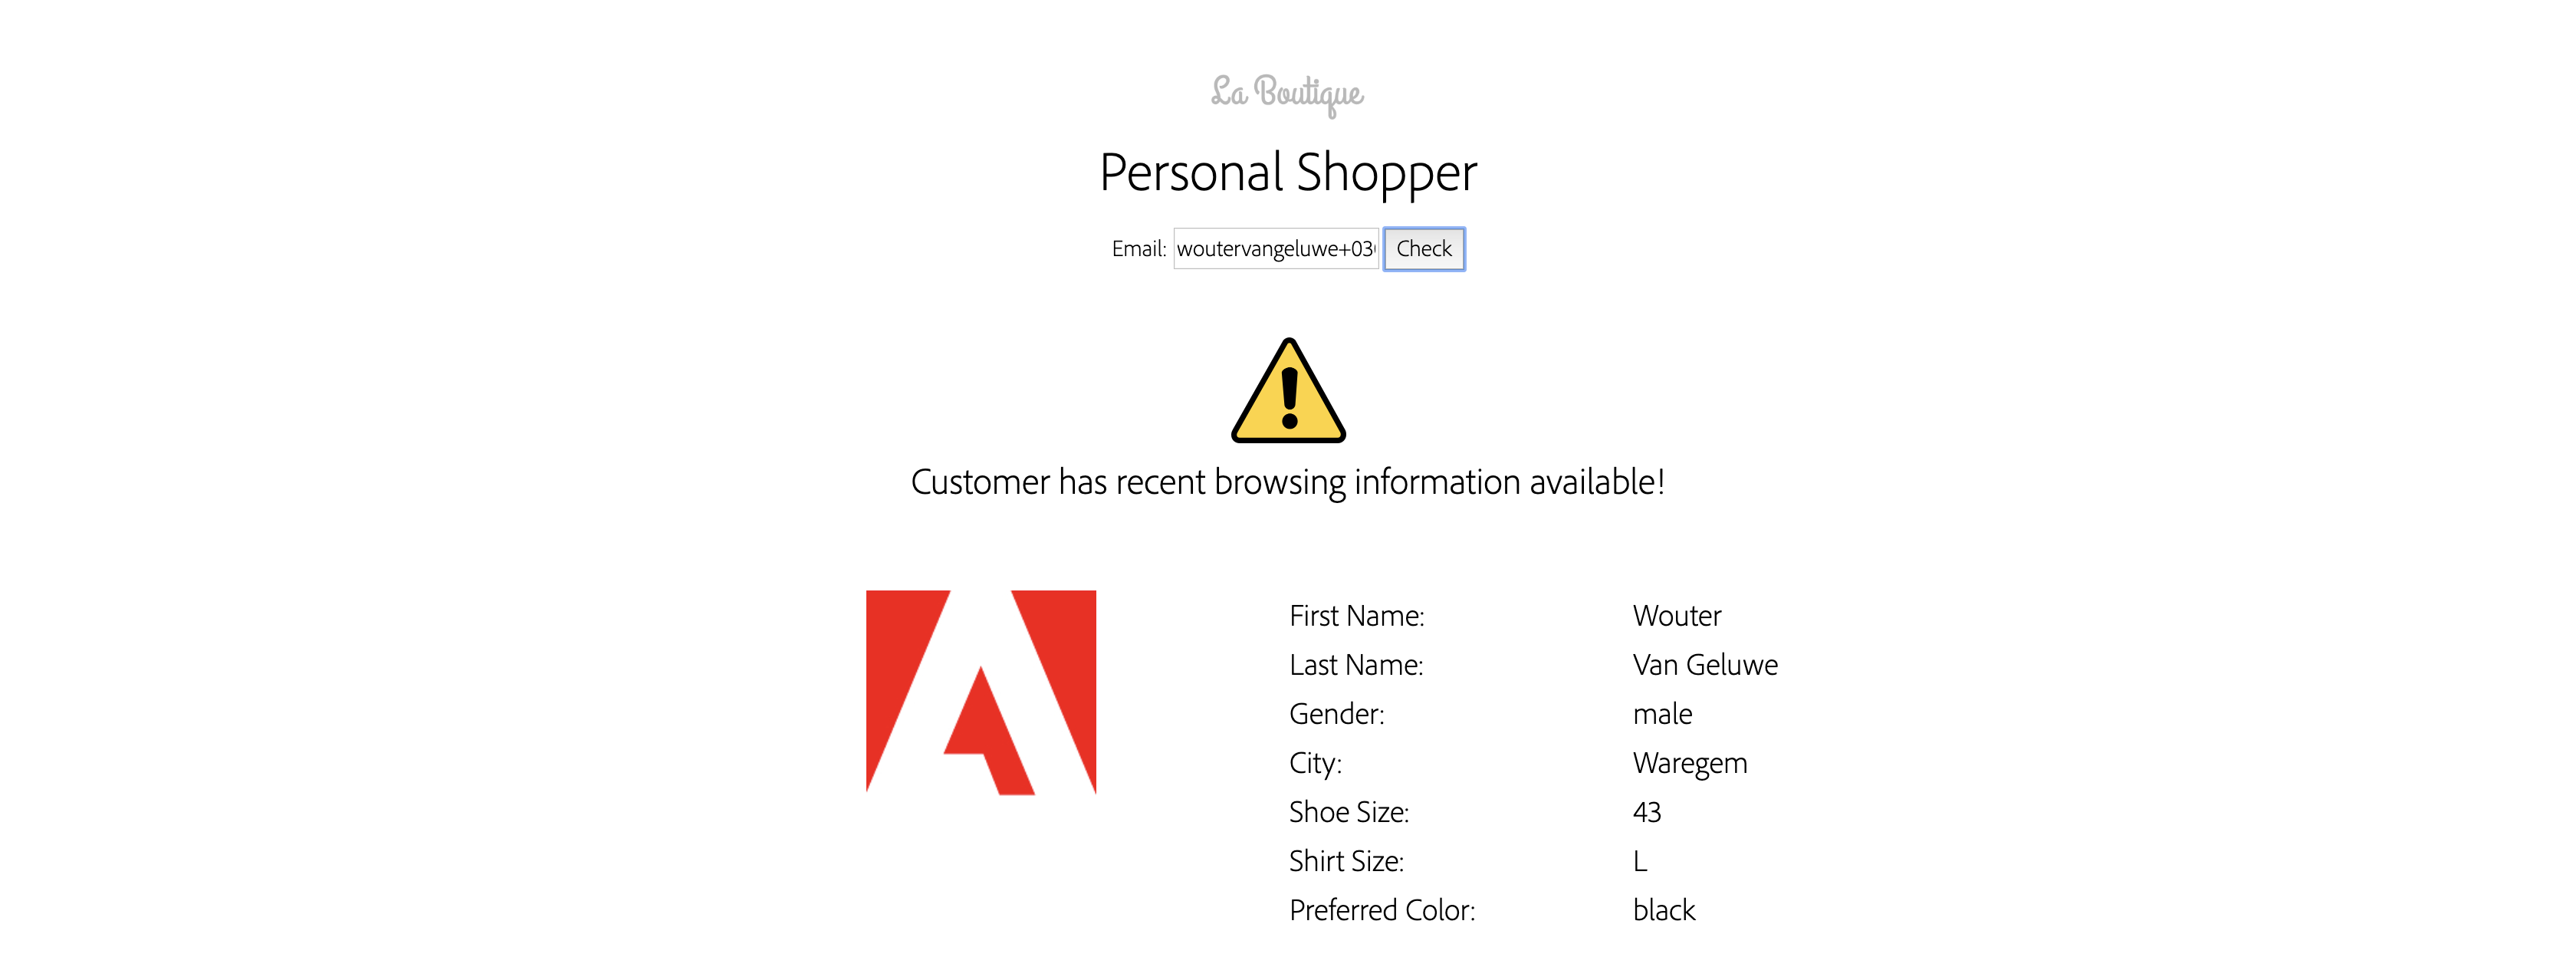 La Boutique
Personal Shopper
Email: woutervangeluwe+03 Check
Customer has recent browsing information available!
First Name: Wouter
Last Name: Van Geluwe
Gender: male
City: Waregem
Shoe Size: 43
Shirt Size: L
Preferred Color: black